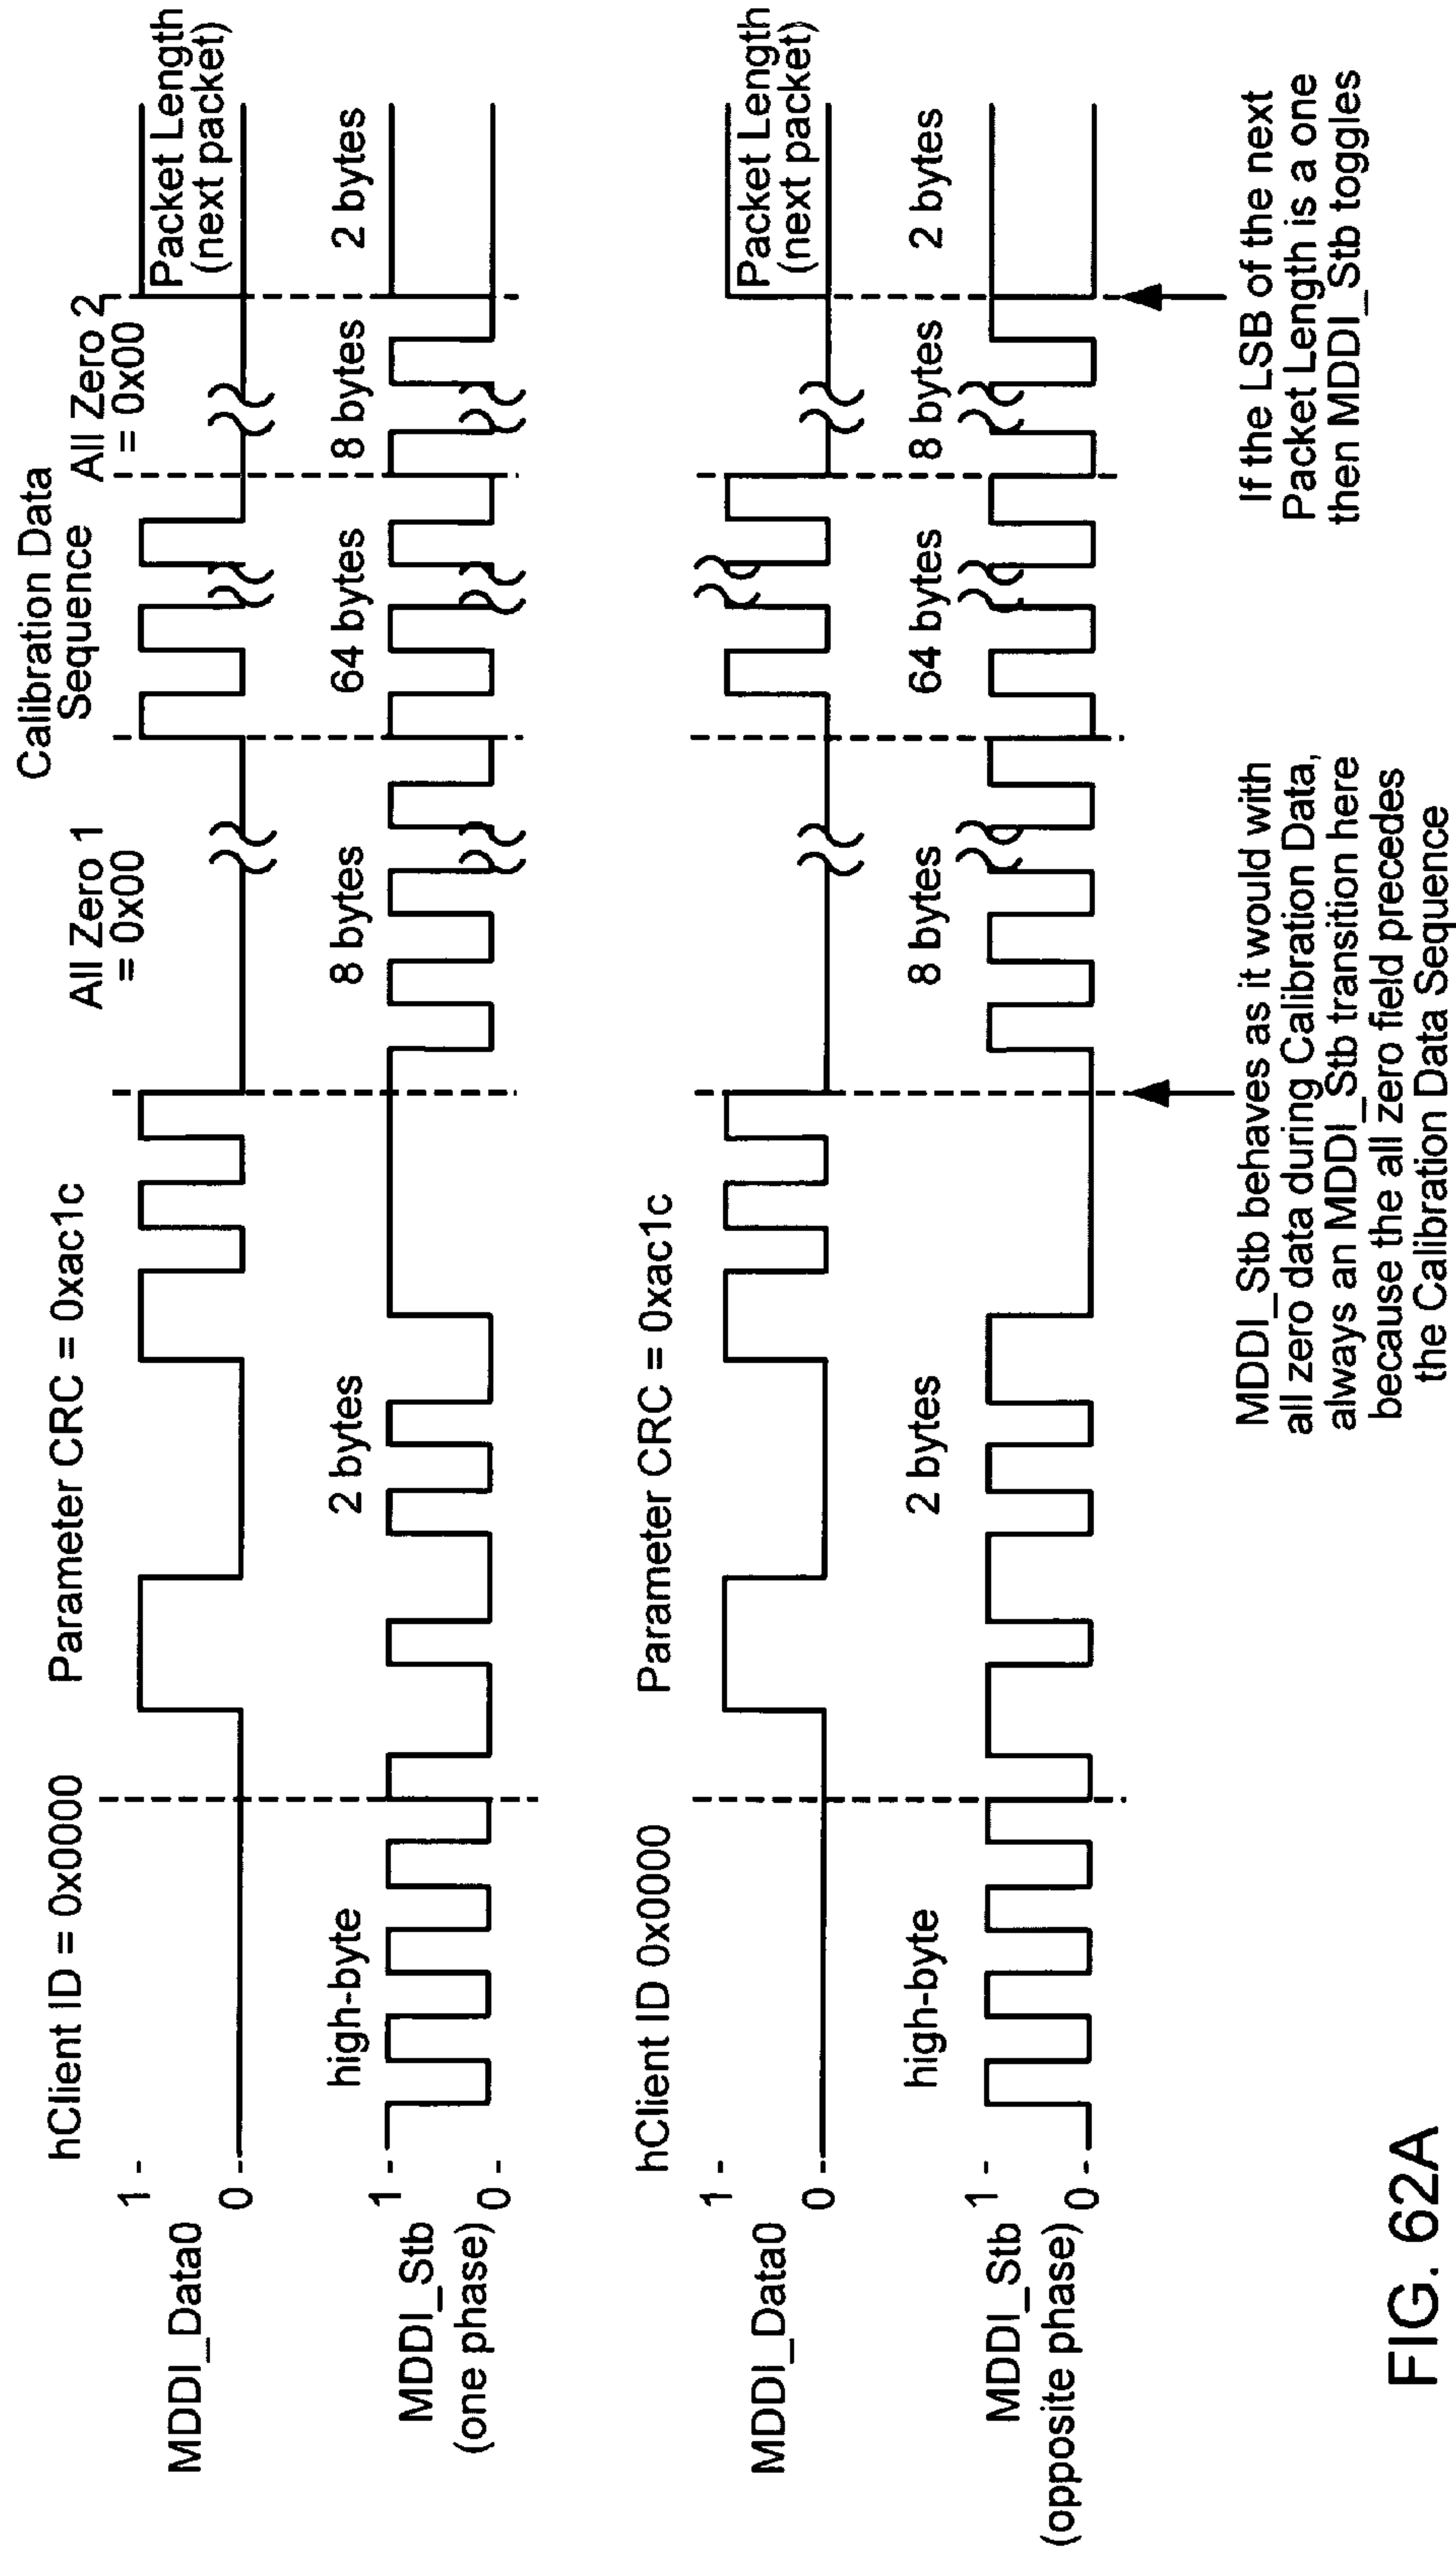 hClient ID = 0x0000
Parameter CRC = 0xac1c
All Zero 1
= 0x00
Calibration Data
Sequence
All Zero 2
= 0x00
1
MDDI_Data0
0
Packet Length
(next packet)
high-byte
2 bytes
8 bytes
64 bytes
8 bytes
2 bytes
1
MDDI_Stb
(one phase)
0
hClient ID 0x0000
Parameter CRC = 0xac1c
1
MDDI_Data0
0
Packet Length
(next packet)
high-byte
2 bytes
8 bytes
64 bytes
8 bytes
2 bytes
1
MDDI_Stb
(opposite phase)
0
MDDI_Stb behaves as it would with
all zero data during Calibration Data,
always an MDDI_Stb transition here
because the all zero field precedes
the Calibration Data Sequence
If the LSB of the next
Packet Length is a one
then MDDI_Stb toggles
FIG. 62A